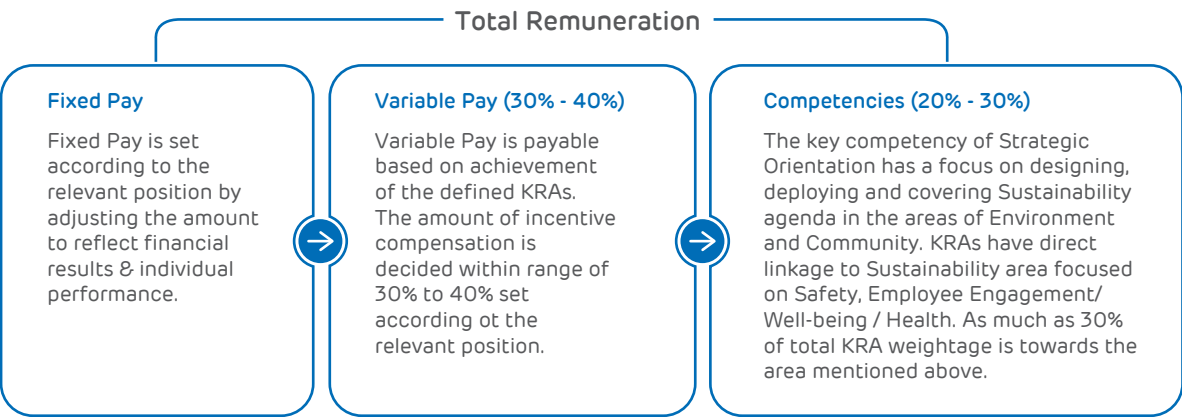 Total Remuneration
Fixed Pay
Fixed Pay is set
according to the
relevant position by
adjusting the amount
to reflect financial
results & individual
performance.
Variable Pay (30% - 40%)
Variable Pay is payable
based on achievement
of the defined KRAs.
The amount of incentive
compensation is
decided within range of
30% to 40% set
according ot the
relevant position.
Competencies (20% - 30%)
The key competency of Strategic
Orientation has a focus on designing,
deploying and covering Sustainability
agenda in the areas of Environment
and Community. KRAs have direct
linkage to Sustainability area focused
on Safety, Employee Engagement/
Well-being / Health. As much as 30%
of total KRA weightage is towards the
area mentioned above.